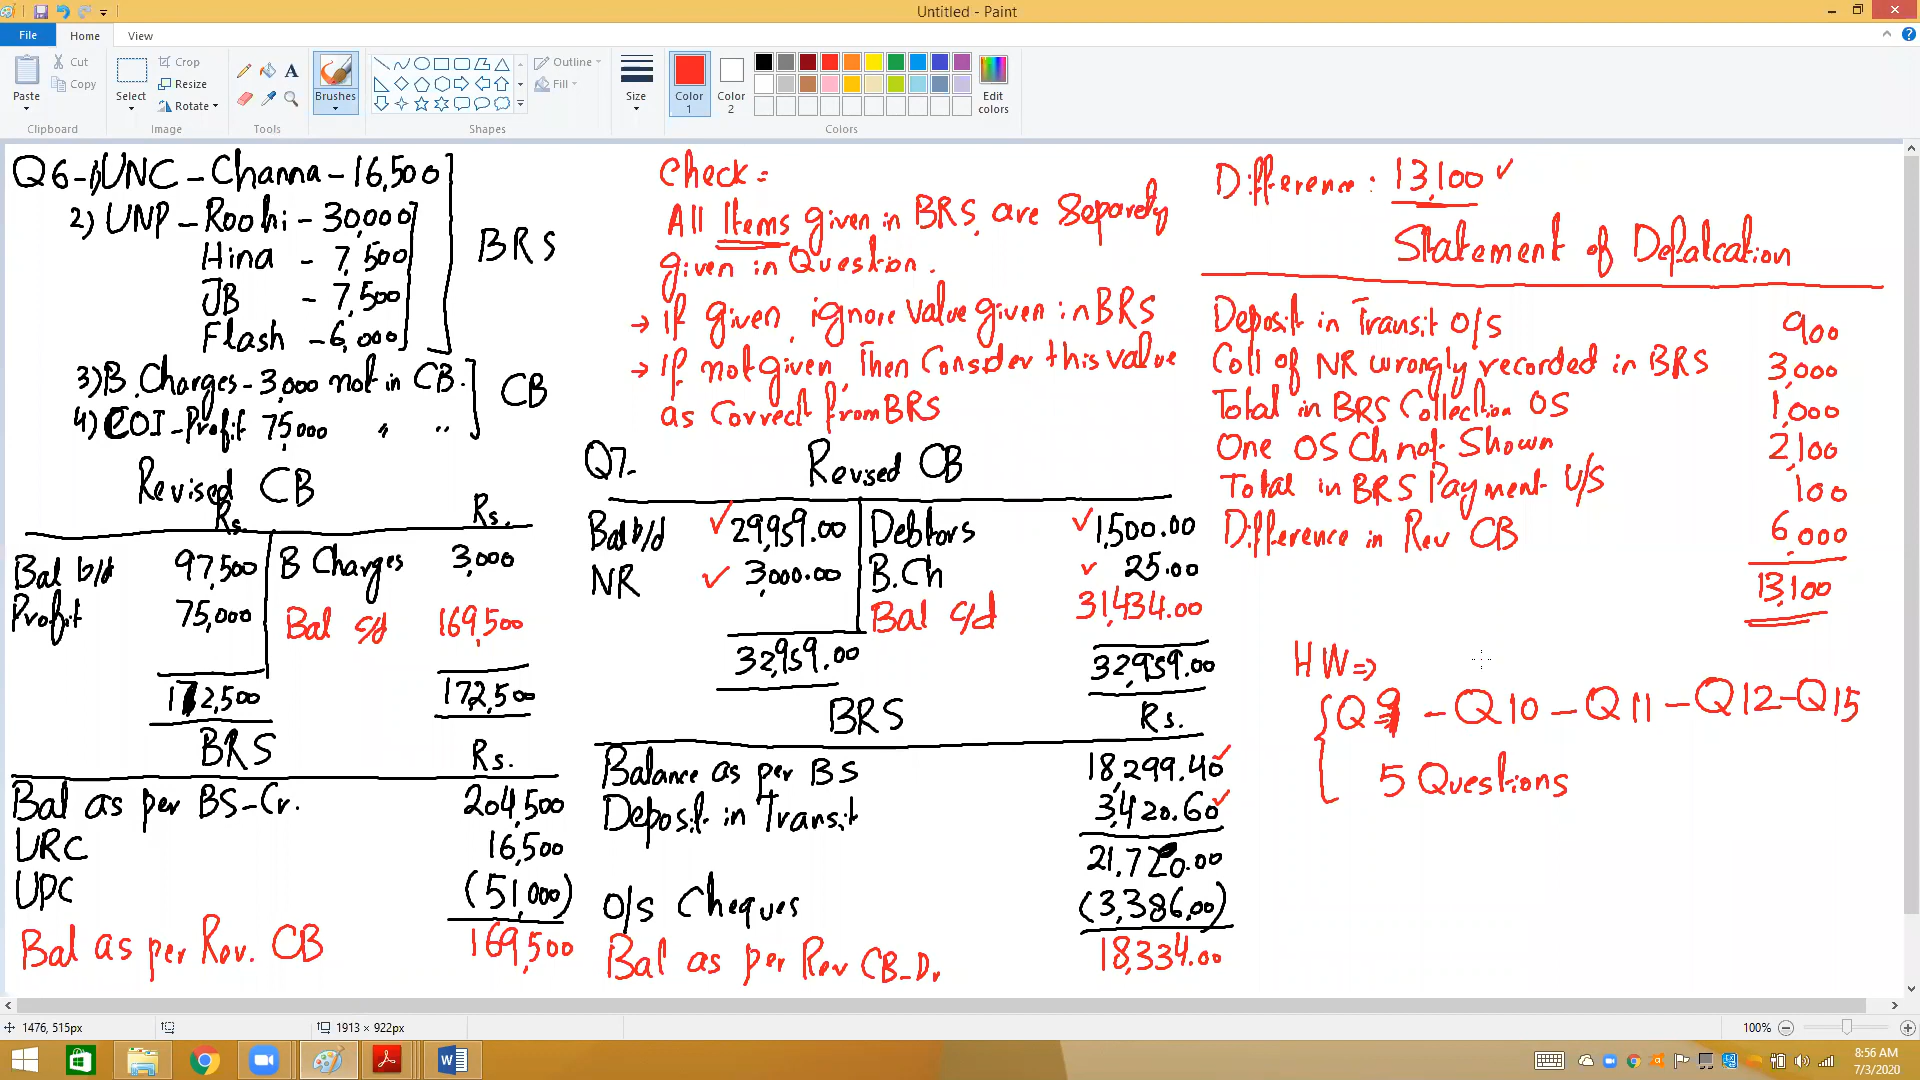 Untitled - Paint
File Home View
Paste
Cut
Copy
Clipboard
Select
Crop
Resize
Rotate
Image
Tools
Brushes
Shapes
Outline
Fill
Size
Color 1
Color 2
Edit colors
Colors
Q6-1) UNC - Channa - 16,500
2) UNP - Roohi - 30,000
Hina - 7,500
JB - 7,500
Flash - 6,000
BRS
3) B. Charges - 3,000 not in CB.
4) COI - Profit 75,000 " "
CB
Revised CB
Rs. Rs.
Bal b/d 97,500 B Charges 3,000
Profit 75,000 Bal c/d 169,500
172,500 172,500
BRS Rs.
Bal as per BS-Cr. 204,500
URC 16,500
UPC (51,000)
Bal as per Rev. CB 169,500
Check =
All Items given in BRS, are Separetly
given in Question.
→ If given, ignore Value given in BRS
→ If not given, Then Consider this value
as Correct from BRS
Q7- Revised CB
Bal b/d 29,959.00 Debtors 1,500.00
NR 3,000.00 B.Ch 25.00
Bal c/d 31,434.00
32,959.00 32,959.00
BRS Rs.
Balance as per BS 18,299.40
Deposit in Transit 3,420.60
21,720.00
O/S Cheques (3,386.00)
Bal as per Rev CB-Dr 18,334.00
Difference : 13,100
Statement of Defalcation
Deposit in Transit O/S 900
Coll of NR wrongly recorded in BRS 3,000
Total in BRS Collection OS 1,000
One OS Ch not Shown 2,100
Total in BRS Payment U/S 100
Difference in Rev CB 6,000
13,100
HW ⇒
Q9 - Q10 - Q11 - Q12 - Q15
5 Questions
1476, 515px
1913 × 922px
100%
8:56 AM
7/3/2020